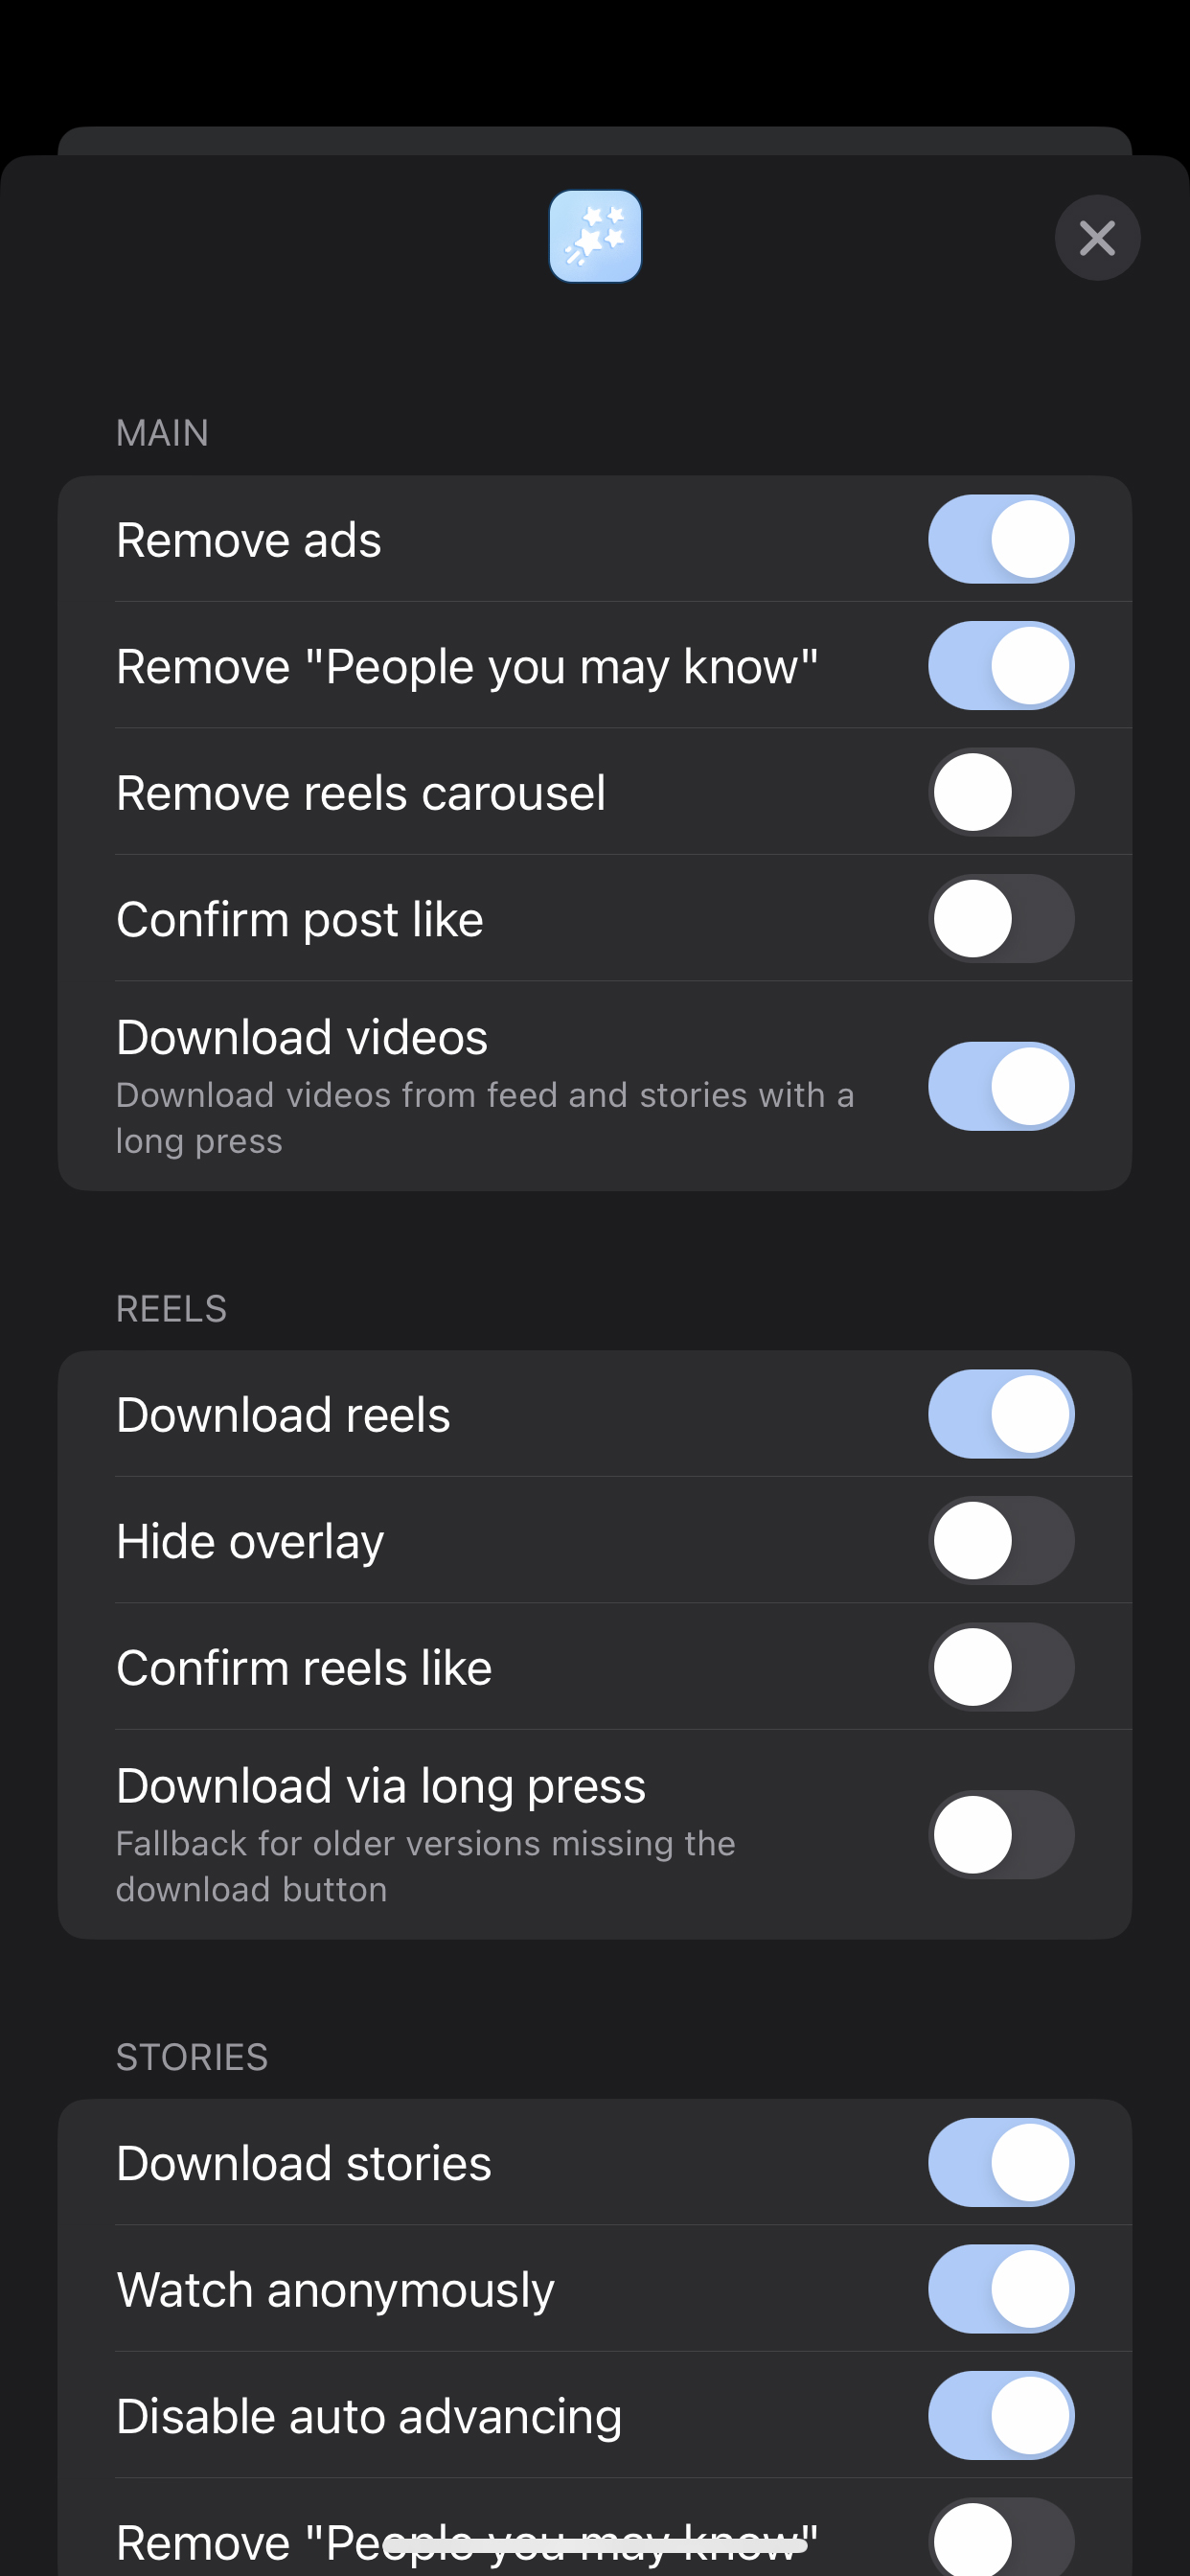 MAIN
Remove ads
Remove "People you may know"
Remove reels carousel
Confirm post like
Download videos
Download videos from feed and stories with a
long press
REELS
Download reels
Hide overlay
Confirm reels like
Download via long press
Fallback for older versions missing the
download button
STORIES
Download stories
Watch anonymously
Disable auto advancing
Remove "People you may know"